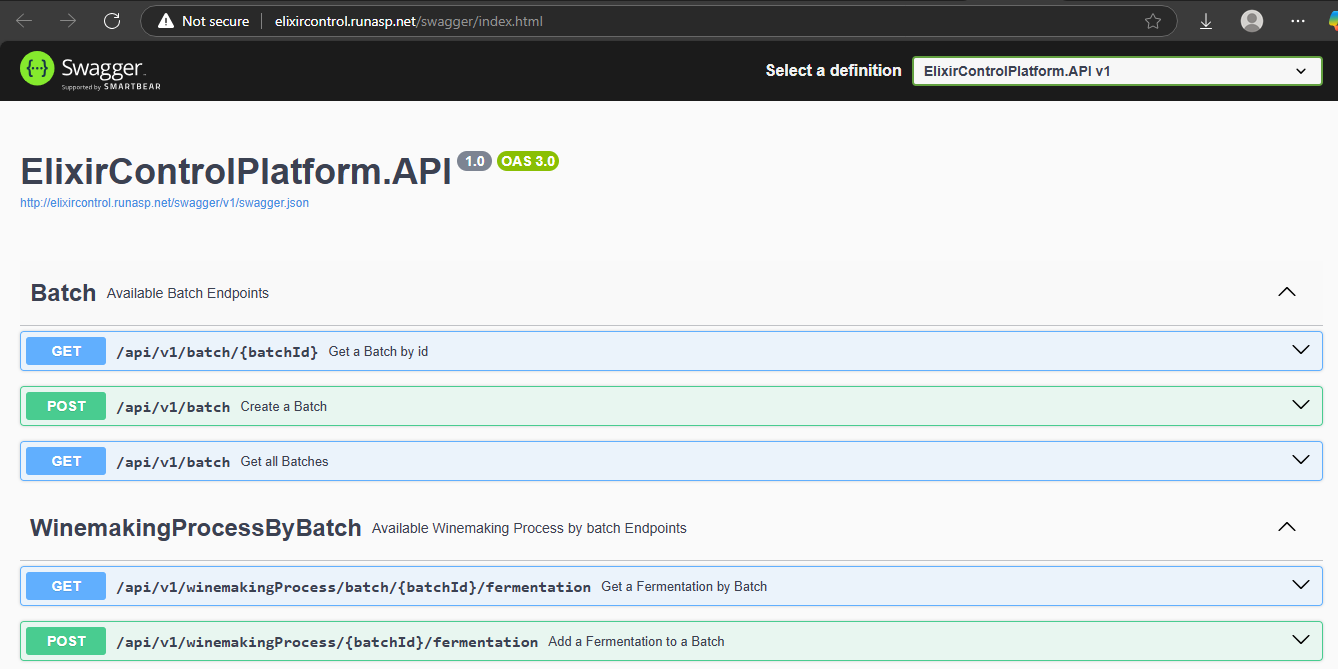 Not secure elixircontrol.runasp.net/swagger/index.html
{···} Swagger Select a definition ElixirControlPlatform.API v1
Supported by SMARTBEAR
ElixirControlPlatform.API 1.0 OAS 3.0
http://elixircontrol.runasp.net/swagger/v1/swagger.json
Batch Available Batch Endpoints
GET /api/v1/batch/{batchId} Get a Batch by id
POST /api/v1/batch Create a Batch
GET /api/v1/batch Get all Batches
WinemakingProcessByBatch Available Winemaking Process by batch Endpoints
GET /api/v1/winemakingProcess/batch/{batchId}/fermentation Get a Fermentation by Batch
POST /api/v1/winemakingProcess/{batchId}/fermentation Add a Fermentation to a Batch